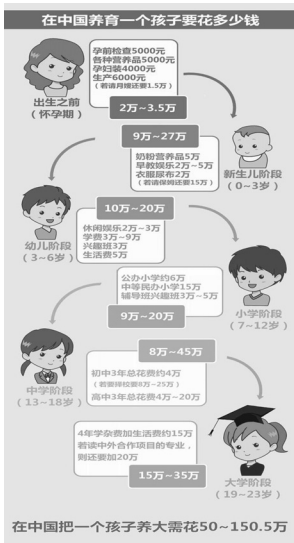 在中国养育一个孩子要花多少钱
孕前检查5000元
各种营养品5000元
孕妇装4000元
生产6000元
（若请月嫂还要1.5万）
出生之前
（怀孕期）
2万~3.5万
9万~27万
奶粉营养品5万
早教娱乐2万~5万
衣服尿布2万
（若请保姆还要15万）
新生儿阶段
（0~3岁）
10万~20万
休闲娱乐2万~3万
学费3万~9万
兴趣班3万
生活费5万
幼儿阶段
（3~6岁）
公办小学约6万
中等民办小学15万
辅导班兴趣班3万~5万
小学阶段
（7~12岁）
9万~20万
8万~45万
初中3年总花费约4万
（若要择校要8万~25万）
高中3年总花费4万~20万
中学阶段
（13~18岁）
4年学杂费加生活费约15万
若读中外合作项目的专业，
则还要加20万
大学阶段
（19~23岁）
15万~35万
在中国把一个孩子养大需花50~150.5万